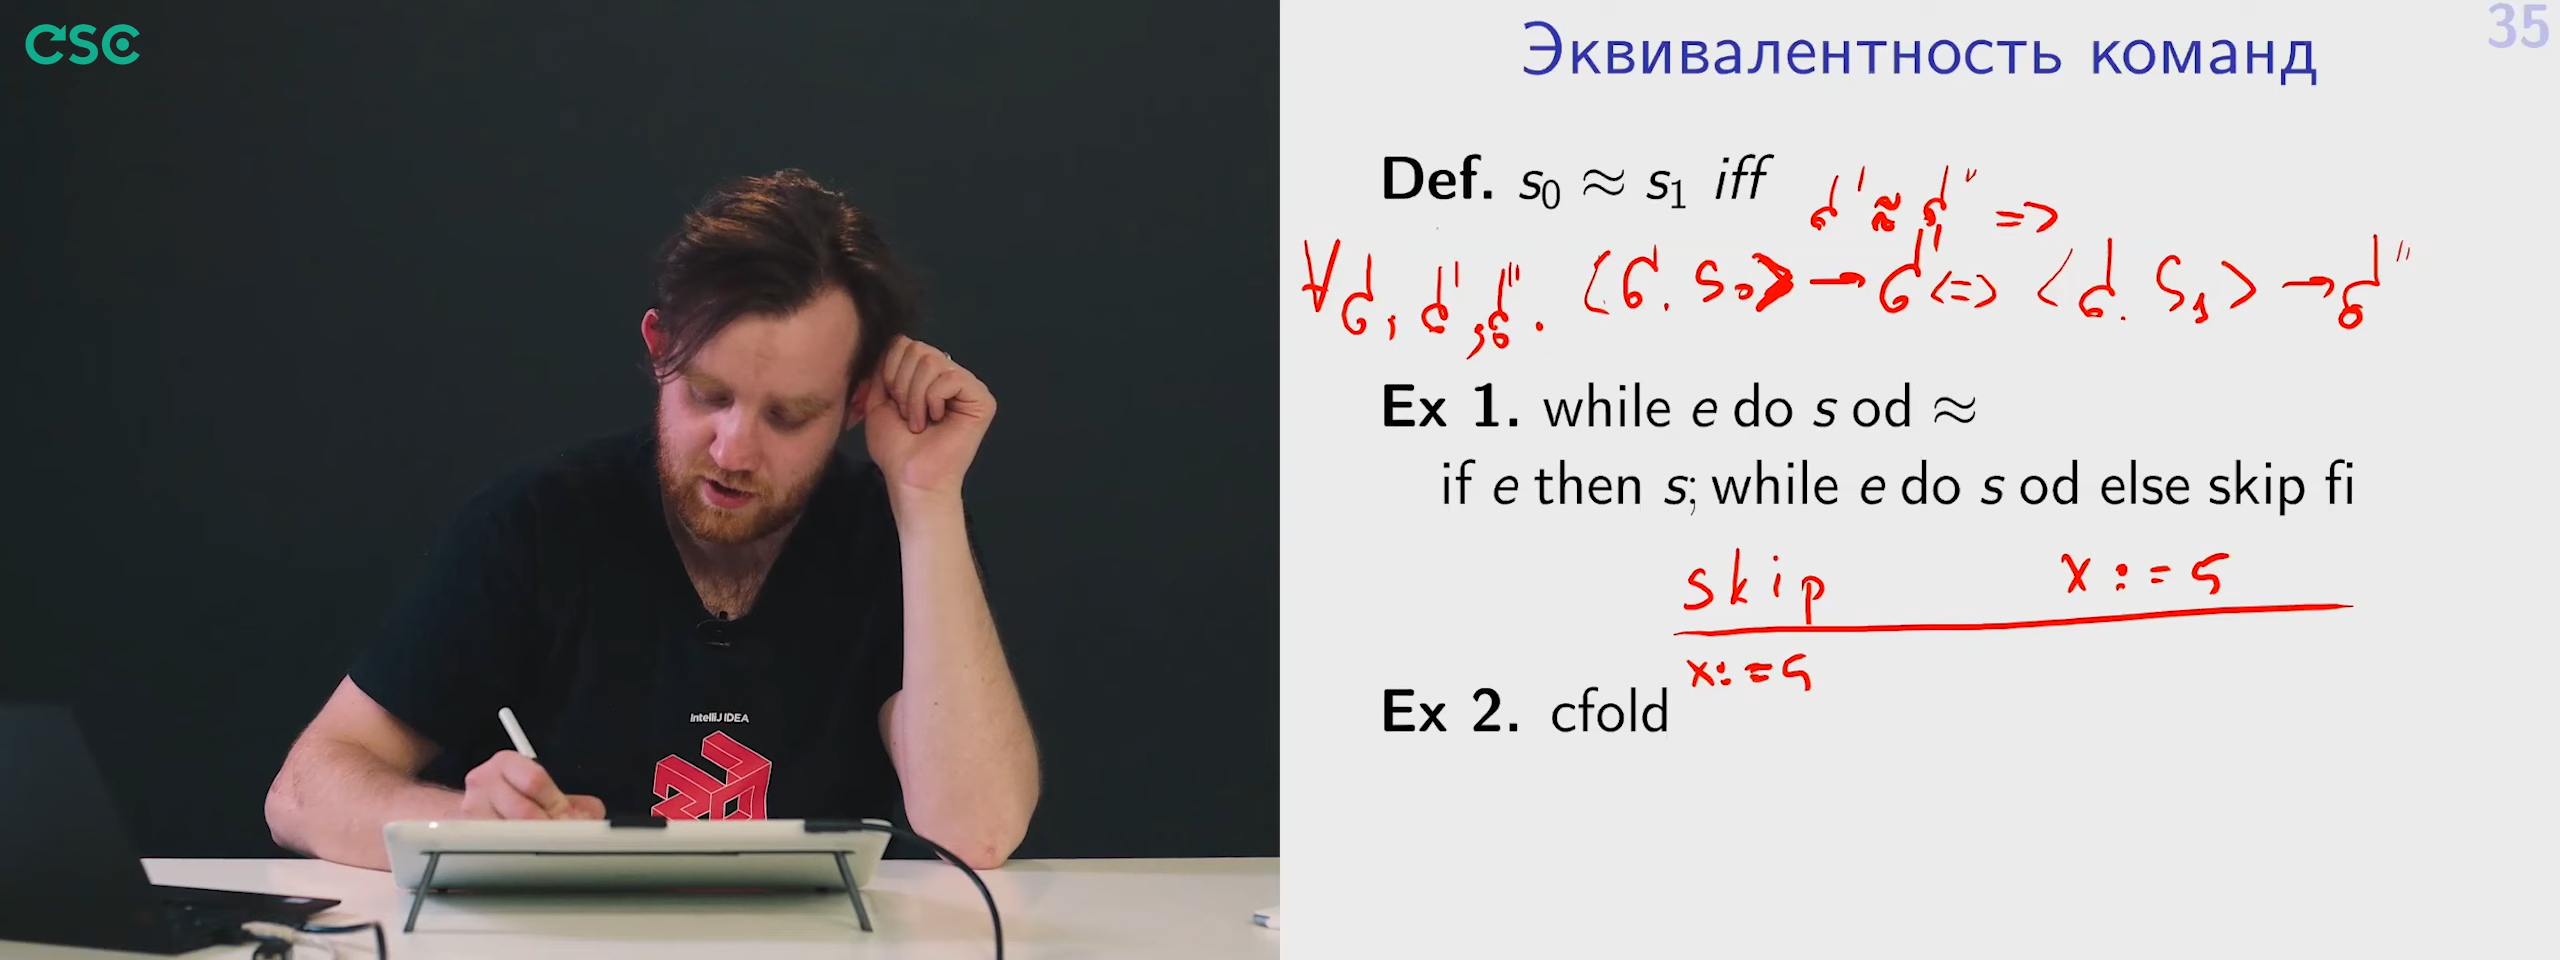 CSC
35
Эквивалентность команд
Def. s₀ ≈ s₁ iff
σ' ≈ σ'' =>
∀σ, σ', σ''. ⟨σ. S₀⟩ → σ' <=> ⟨σ. S₁⟩ → σ''
Ex 1. while e do s od ≈
if e then s; while e do s od else skip fi
skip x := 5
x := 5
Ex 2. cfold
IntelliJ IDEA